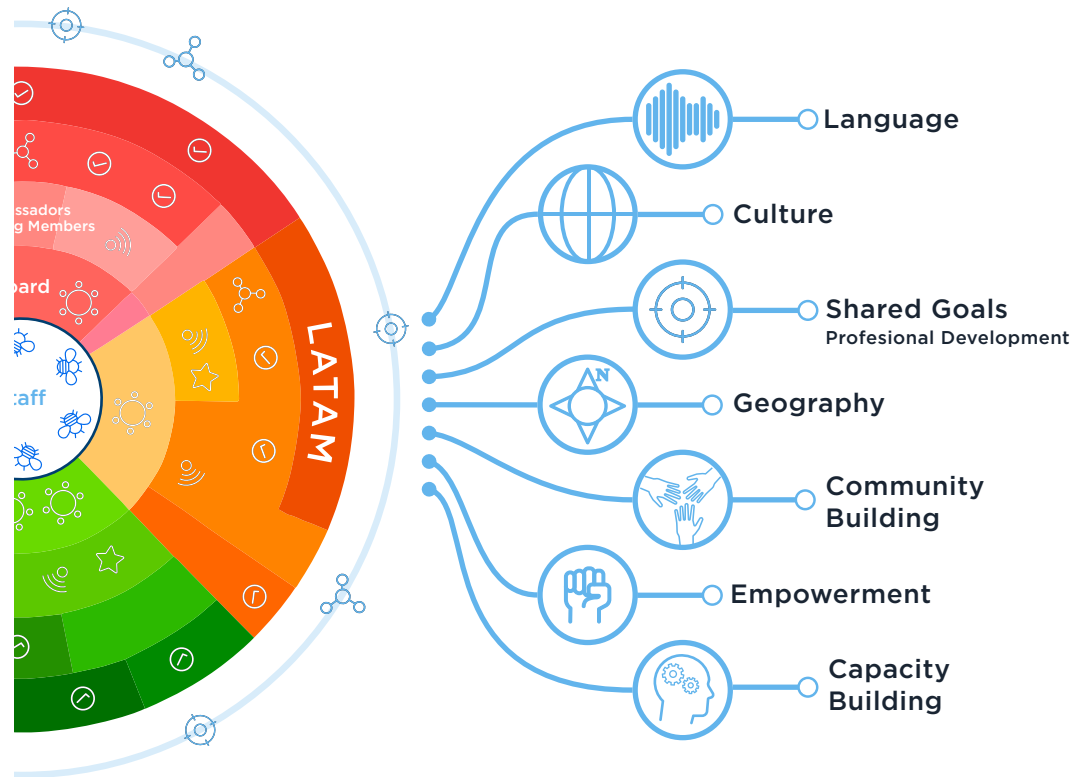 ssadors
g Members
oard
taff
LATAM
Language
Culture
Shared Goals
Profesional Development
N
Geography
Community
Building
Empowerment
Capacity
Building